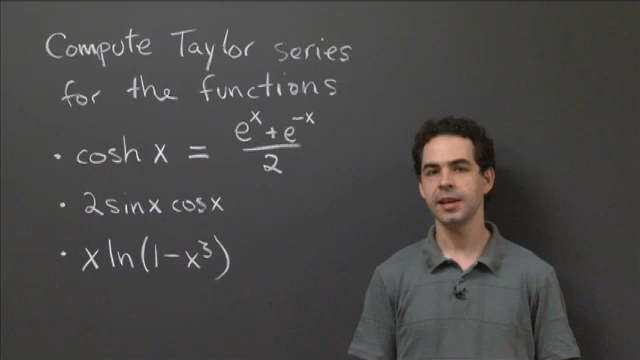 Compute Taylor series
for the functions
• cosh x = (e^x + e^-x)/2
• 2 sin x cos x
• x ln(1 - x^3)